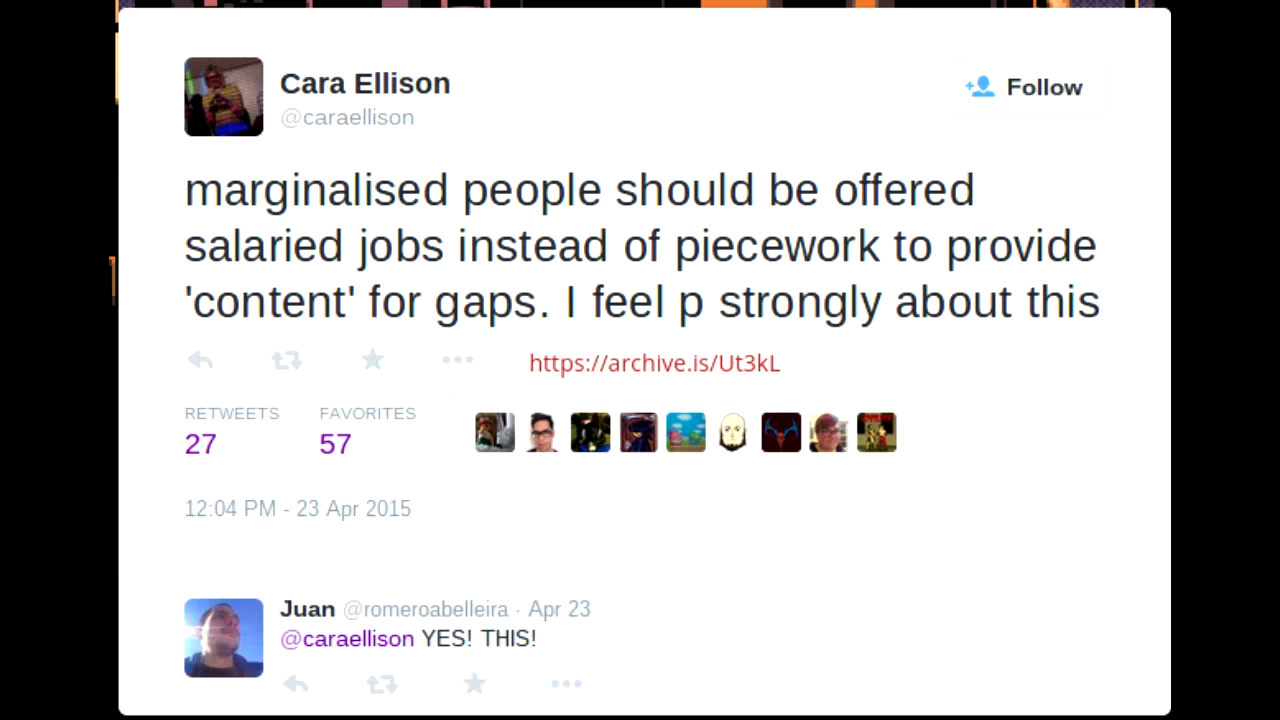 Cara Ellison
@caraellison
Follow
marginalised people should be offered
salaried jobs instead of piecework to provide
'content' for gaps. I feel p strongly about this
https://archive.is/Ut3kL
RETWEETS FAVORITES
27 57
12:04 PM - 23 Apr 2015
Juan @romeroabelleira · Apr 23
@caraellison YES! THIS!